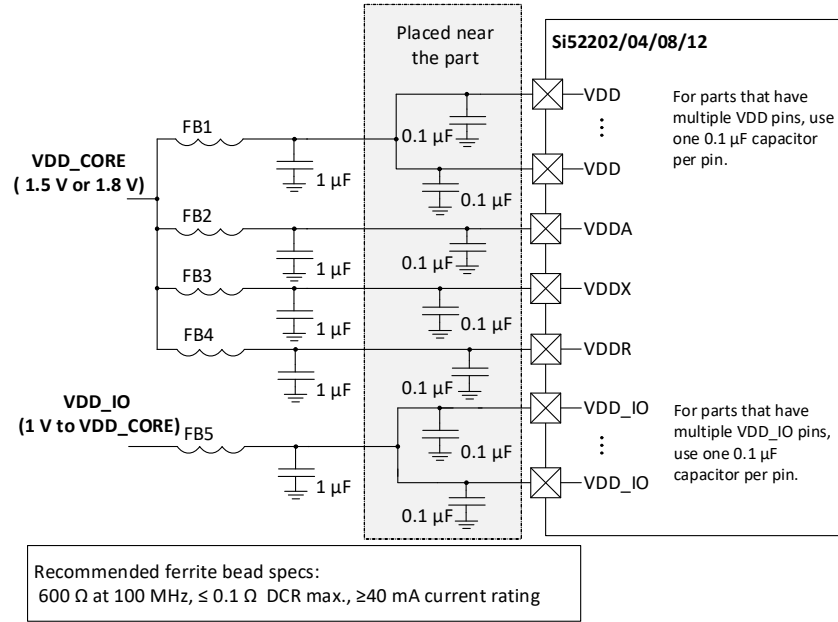 Placed near
the part
Si52202/04/08/12
VDD
For parts that have
multiple VDD pins, use
one 0.1 µF capacitor
per pin.
0.1 µF
FB1
VDD_CORE
( 1.5 V or 1.8 V)
1 µF
VDD
0.1 µF
FB2
VDDA
1 µF
0.1 µF
FB3
VDDX
1 µF
0.1 µF
FB4
VDDR
1 µF
0.1 µF
VDD_IO
(1 V to VDD_CORE)
FB5
VDD_IO
For parts that have
multiple VDD_IO pins,
use one 0.1 µF
capacitor per pin.
0.1 µF
1 µF
VDD_IO
0.1 µF
Recommended ferrite bead specs:
600 Ω at 100 MHz, ≤ 0.1 Ω DCR max., ≥40 mA current rating